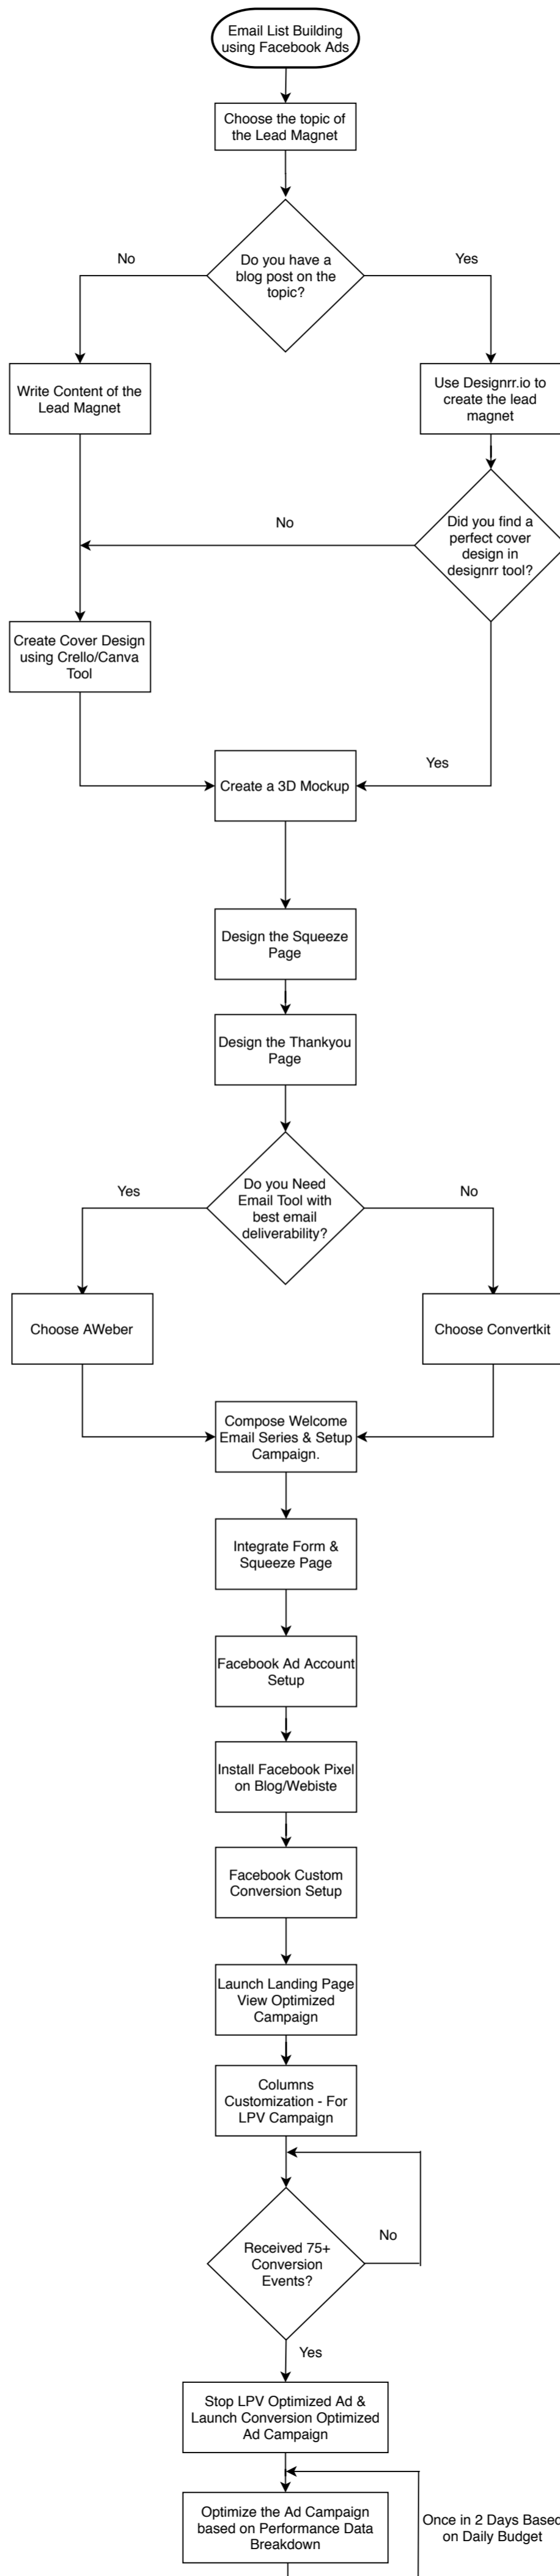 Email List Building
using Facebook Ads
Choose the topic of
the Lead Magnet
Do you have a
blog post on the
topic?
No
Yes
Write Content of the
Lead Magnet
Use Designrr.io to
create the lead
magnet
Did you find a
perfect cover
design in
designrr tool?
No
Create Cover Design
using Crello/Canva
Tool
Yes
Create a 3D Mockup
Design the Squeeze
Page
Design the Thankyou
Page
Do you Need
Email Tool with
best email
deliverability?
Yes
No
Choose AWeber
Choose Convertkit
Compose Welcome
Email Series & Setup
Campaign.
Integrate Form &
Squeeze Page
Facebook Ad Account
Setup
Install Facebook Pixel
on Blog/Webiste
Facebook Custom
Conversion Setup
Launch Landing Page
View Optimized
Campaign
Columns
Customization - For
LPV Campaign
Received 75+
Conversion
Events?
No
Yes
Stop LPV Optimized Ad &
Launch Conversion Optimized
Ad Campaign
Optimize the Ad Campaign
based on Performance Data
Breakdown
Once in 2 Days Based
on Daily Budget